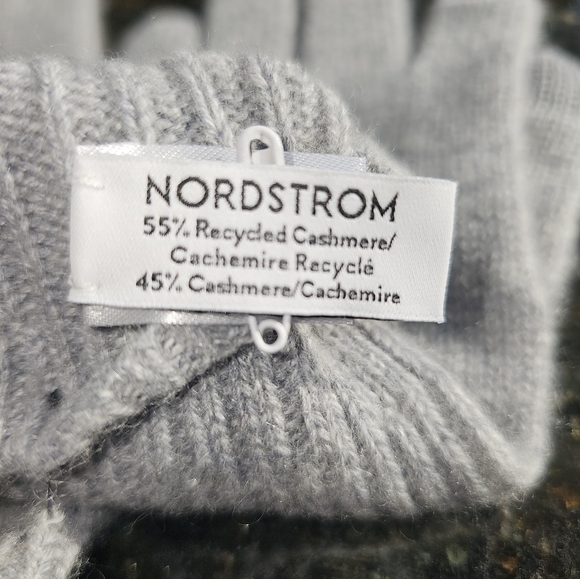 NORDSTROM
55% Recycled Cashmere/
Cachemire Recyclé
45% Cashmere/Cachemire